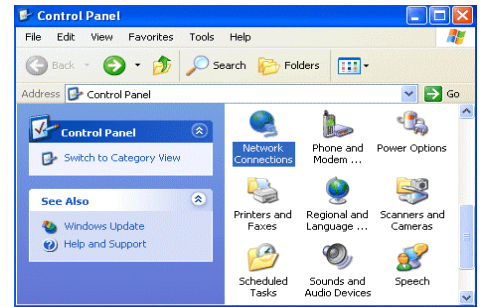 Control Panel
File Edit View Favorites Tools Help
Back Search Folders
Address Control Panel Go
Control Panel
Switch to Category View
See Also
Windows Update
Help and Support
Network Connections
Phone and Modem ...
Power Options
Printers and Faxes
Regional and Language ...
Scanners and Cameras
Scheduled Tasks
Sounds and Audio Devices
Speech